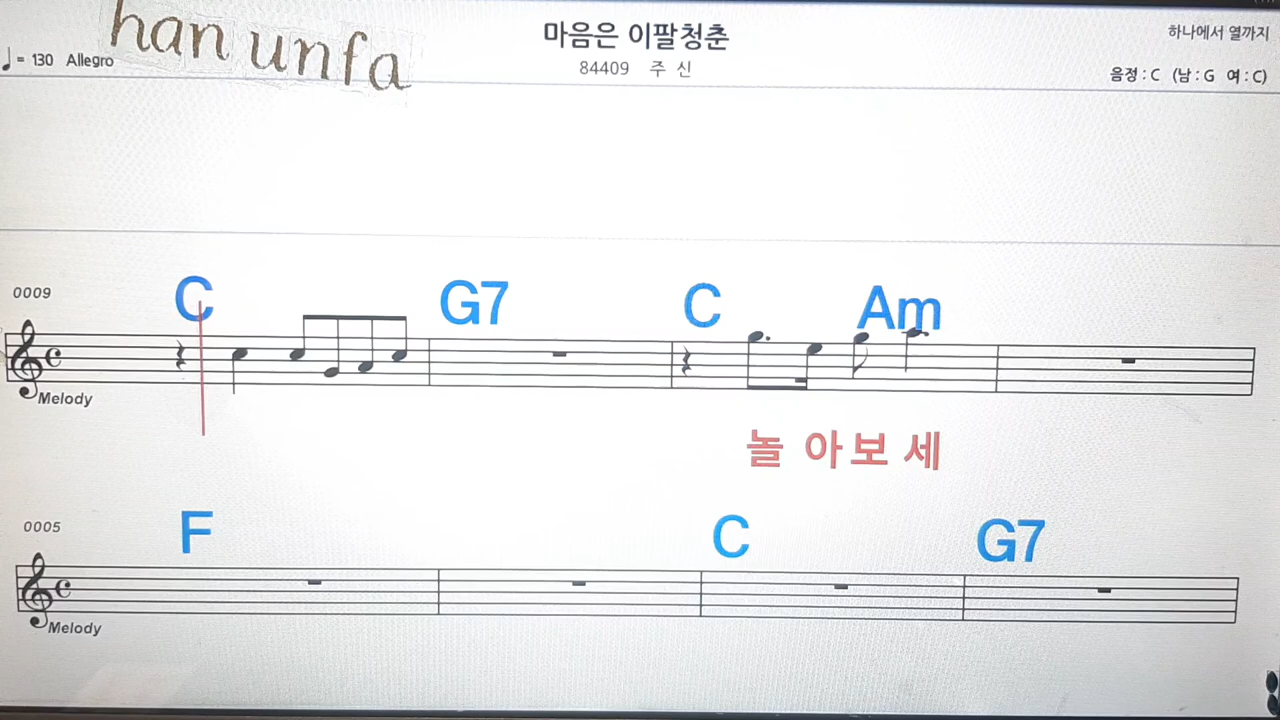 han unfa
마음은 이팔청춘
하나에서 열까지
♩= 130 Allegro
84409 주 신
음정 : C (남 : G 여 : C)
C G7 C Am
0009
Melody
놀 아 보 세
F C G7
0005
Melody